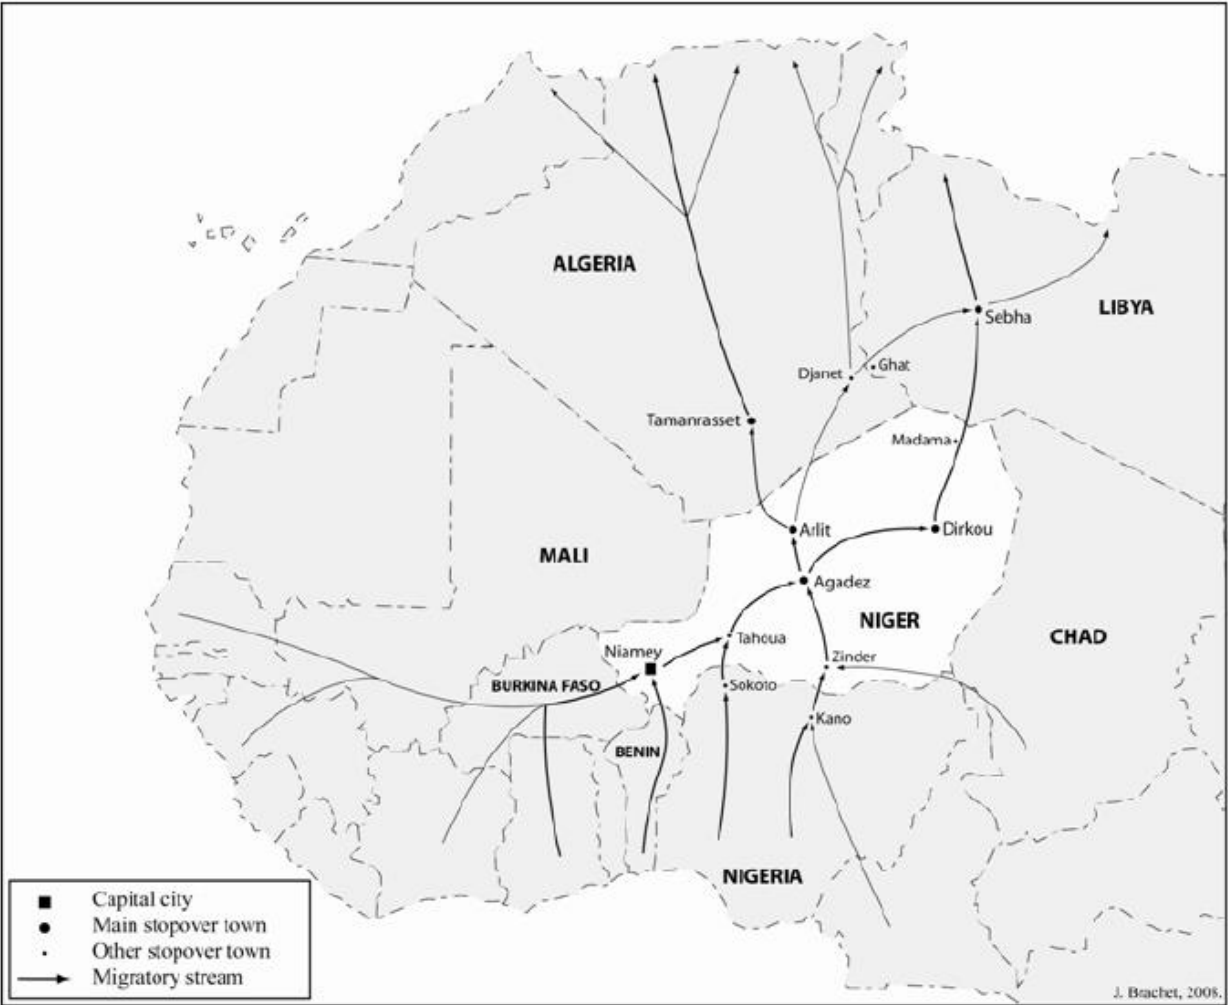 ALGERIA
LIBYA
Sebha
Ghat
Djanet
Tamanrasset
Madama
Arlit
Dirkou
MALI
Agadez
NIGER
CHAD
Tahoua
Niamey
Zinder
BURKINA FASO
Sokoto
Kano
BENIN
NIGERIA
Capital city
Main stopover town
Other stopover town
Migratory stream
J. Brachet, 2008.